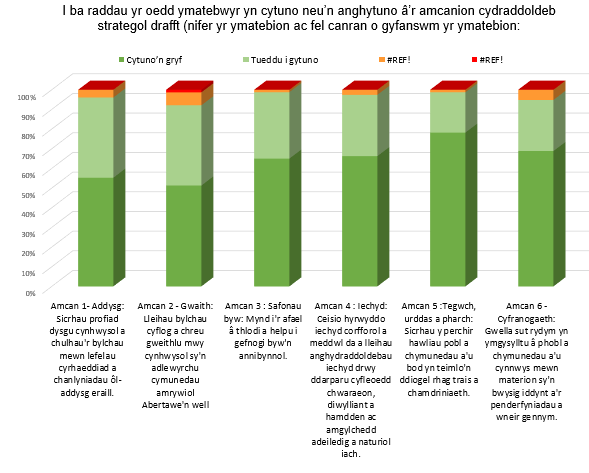 I ba raddau yr oedd ymatebwyr yn cytuno neu'n anghytuno â'r amcanion cydraddoldeb
strategol drafft (nifer yr ymatebion ac fel canran o gyfanswm yr ymatebion:
Cytuno'n gryf
Tueddu i gytuno
#REF!
#REF!
100%
90%
80%
70%
60%
50%
40%
30%
20%
10%
0%
Amcan 1- Addysg:
Sicrhau profiad
dysgu cynhwysol a
chulhau'r bylchau
mewn lefelau
cyrhaeddiad a
chanlyniadau ôl-
addysg eraill.
Amcan 2 - Gwaith:
Lleihau bylchau
cyflog a chreu
gweithlu mwy
cynhwysol sy'n
adlewyrchu
cymunedau
amrywiol
Abertawe'n well
Amcan 3 : Safonau
byw: Mynd i'r afael
â thlodi a helpu i
gefnogi byw'n
annibynnol.
Amcan 4 : Iechyd:
Ceisio hyrwyddo
iechyd corfforol a
meddwl da a lleihau
anghydraddoldebau
iechyd drwy
ddarparu cyfleoedd
chwaraeon,
diwylliant a
hamdden ac
amgylchedd
adeiledig a naturiol
iach.
Amcan 5 :Tegwch,
urddas a pharch:
Sicrhau y perchir
hawliau pobl a
chymunedau a'u
bod yn teimlo'n
ddiogel rhag trais a
chamdriniaeth.
Amcan 6 -
Cyfranogaeth:
Gwella sut rydym yn
ymgysylltu â phobl a
chymunedau a'u
cynnwys mewn
materion sy'n
bwysig iddynt a'r
penderfyniadau a
wneir gennym.